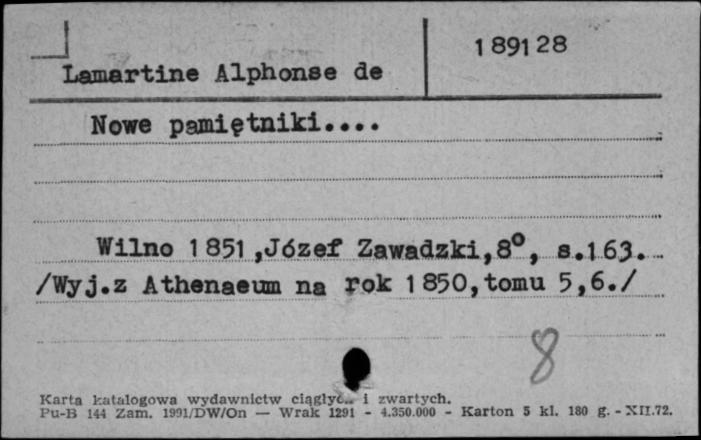 189128
Lamartine Alphonse de
Nowe pamiętniki....
Wilno 1851,Józef Zawadzki,8°, s.163.
/Wyj.z Athenaeum na rok 1850,tomu 5,6./
8
Karta katalogowa wydawnictw ciągłych i zwartych.
Pu-B 144 Zam. 1991/DW/On — Wrak 1291 - 4.350.000 - Karton 5 kl. 180 g. - XII.72.